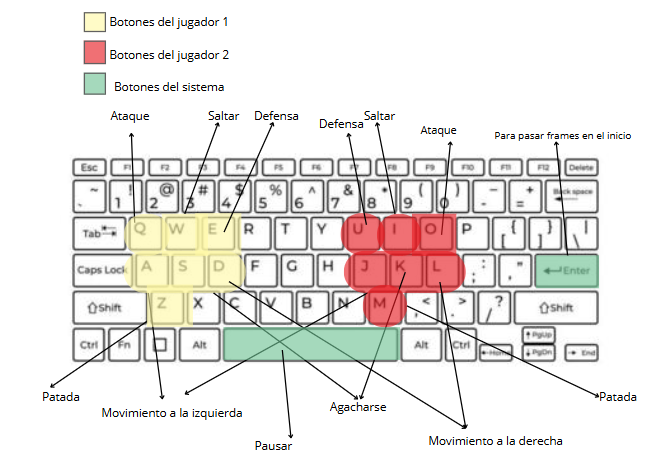 Botones del jugador 1
Botones del jugador 2
Botones del sistema
Ataque
Saltar
Defensa
Defensa
Saltar
Ataque
Para pasar frames en el inicio
Esc F1 F2 F3 F4 F5 F6 F7 F8 F9 F10 F11 F12 Delete
~ ! @ # $ % ^ & * ( ) - + Back space
` 1 2 3 4 5 6 7 8 9 0 - =
Tab Q W E R T Y U I O P { [ } ] | \
Caps Lock A S D F G H J K L : ; " , Enter
Shift Z X C V B N M < , > . ? / Shift
Ctrl Fn Alt Alt Ctrl Home PgUp PgDn End
Patada
Movimiento a la izquierda
Agacharse
Patada
Pausar
Movimiento a la derecha